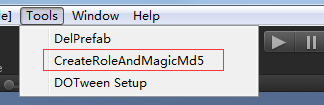 Tools Window Help
DelPrefab
CreateRoleAndMagicMd5
DOTween Setup